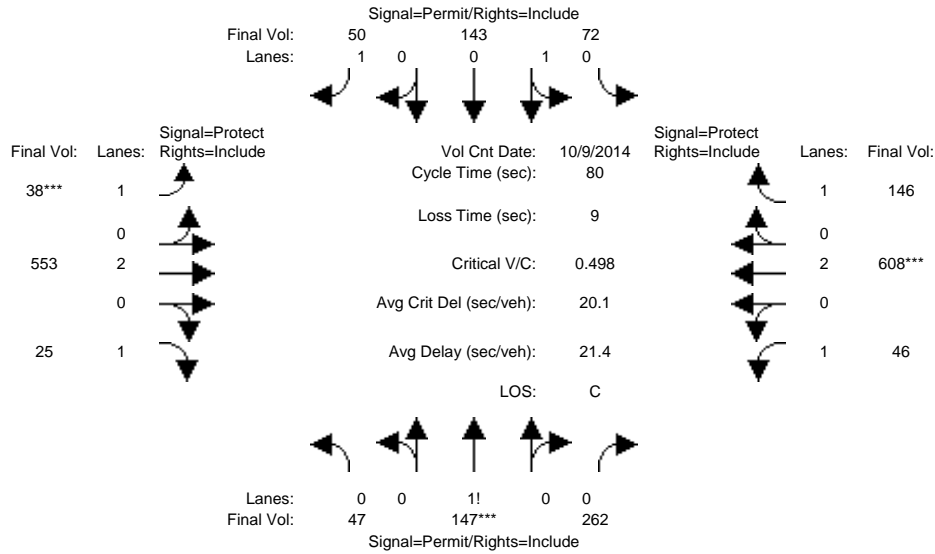 Signal=Permit/Rights=Include
Final Vol: 50 143 72
Lanes: 1 0 0 1 0
Signal=Protect Signal=Protect
Final Vol: Lanes: Rights=Include Vol Cnt Date: 10/9/2014 Rights=Include Lanes: Final Vol:
Cycle Time (sec): 80
38*** 1 1 146
Loss Time (sec): 9
0 0
553 2 Critical V/C: 0.498 2 608***
0 Avg Crit Del (sec/veh): 20.1 0
25 1 Avg Delay (sec/veh): 21.4 1 46
LOS: C
Lanes: 0 0 1! 0 0
Final Vol: 47 147*** 262
Signal=Permit/Rights=Include